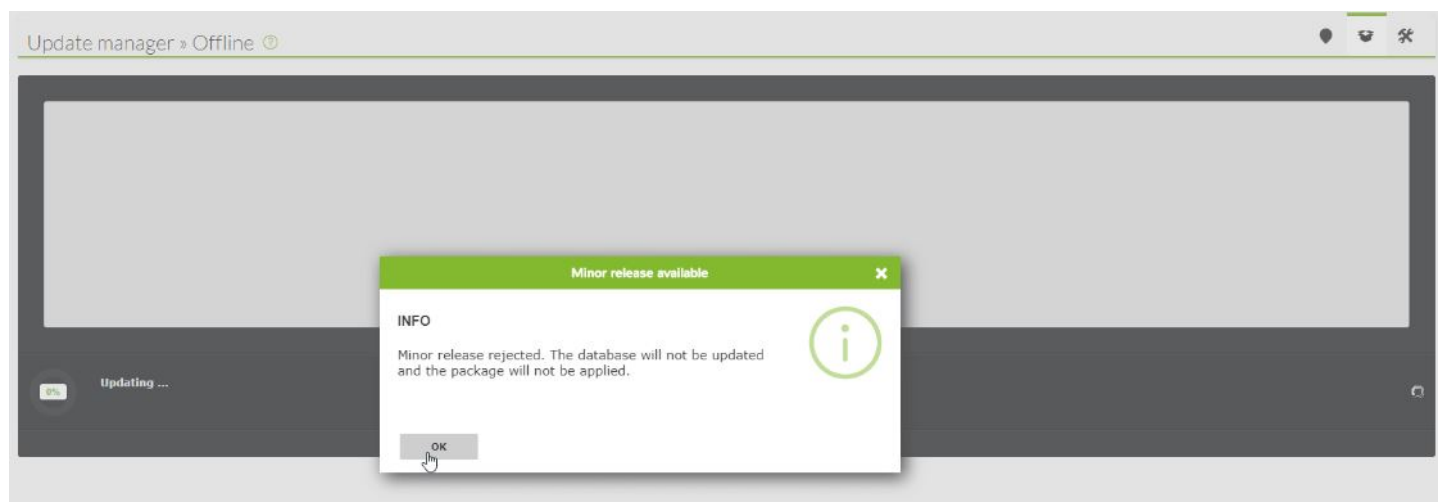 Update manager » Offline ?
Minor release available
INFO
Minor release rejected. The database will not be updated
and the package will not be applied.
0%
Updating ...
OK